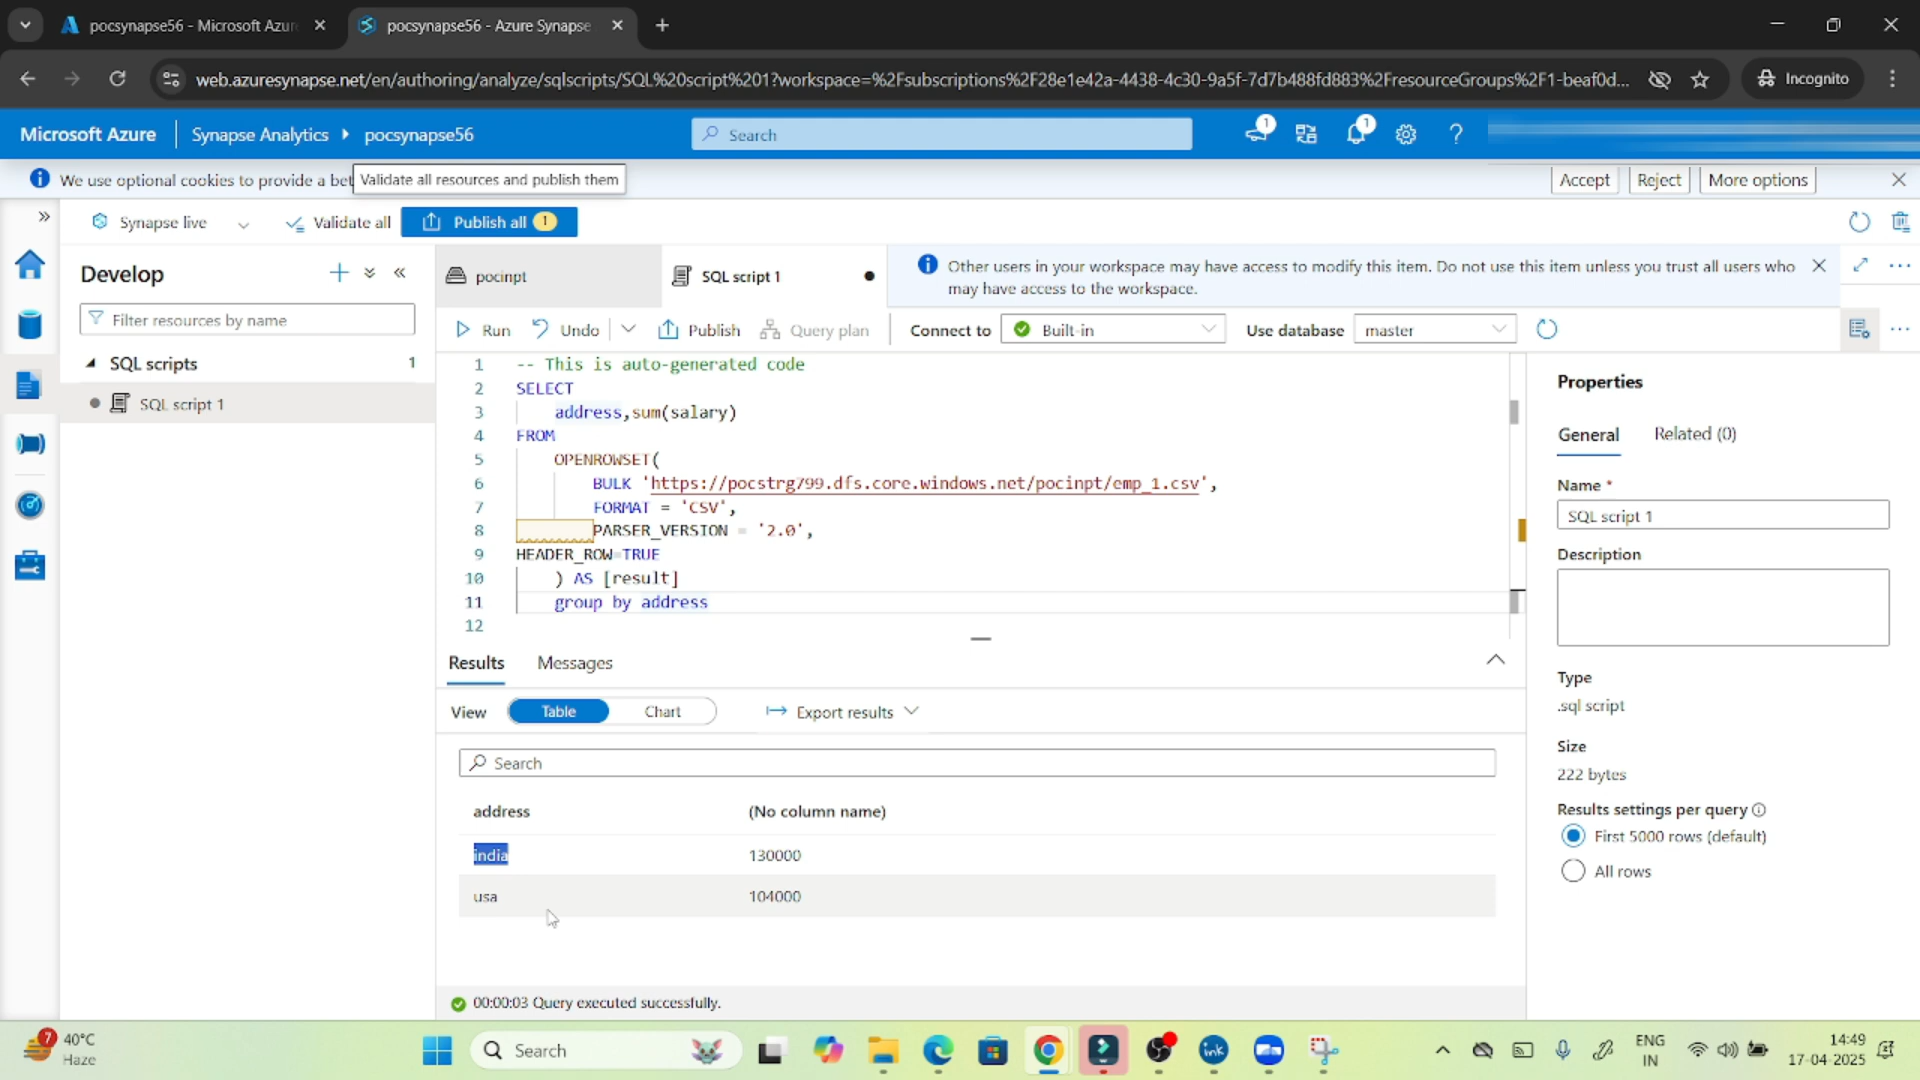 pocsynapse56 - Microsoft Azur
pocsynapse56 - Azure Synapse
web.azuresynapse.net/en/authoring/analyze/sqlscripts/SQL%20script%201?workspace=%2Fsubscriptions%2F28e1e42a-4438-4c30-9a5f-7d7b488fd883%2FresourceGroups%2F1-beaf0d...
Incognito
Microsoft Azure
Synapse Analytics
pocsynapse56
Search
1
1
We use optional cookies to provide a bet
Validate all resources and publish them
Accept
Reject
More options
Synapse live
Validate all
Publish all 1
Develop
pocinpt
SQL script 1
Other users in your workspace may have access to modify this item. Do not use this item unless you trust all users who
may have access to the workspace.
Filter resources by name
Run
Undo
Publish
Query plan
Connect to
Built-in
Use database
master
SQL scripts 1
SQL script 1
1 -- This is auto-generated code
2 SELECT
3 address,sum(salary)
4 FROM
5 OPENROWSET(
6 BULK 'https://pocstrg799.dfs.core.windows.net/pocinpt/emp_1.csv',
7 FORMAT = 'CSV',
8 PARSER_VERSION = '2.0',
9 HEADER_ROW=TRUE
10 ) AS [result]
11 group by address
12
Properties
General
Related (0)
Name *
SQL script 1
Description
Type
.sql script
Size
222 bytes
Results settings per query
First 5000 rows (default)
All rows
Results
Messages
View
Table
Chart
Export results
Search
address (No column name)
india 130000
usa 104000
00:00:03 Query executed successfully.
7
40°C
Haze
Search
ink
ENG
IN
14:49
17-04-2025